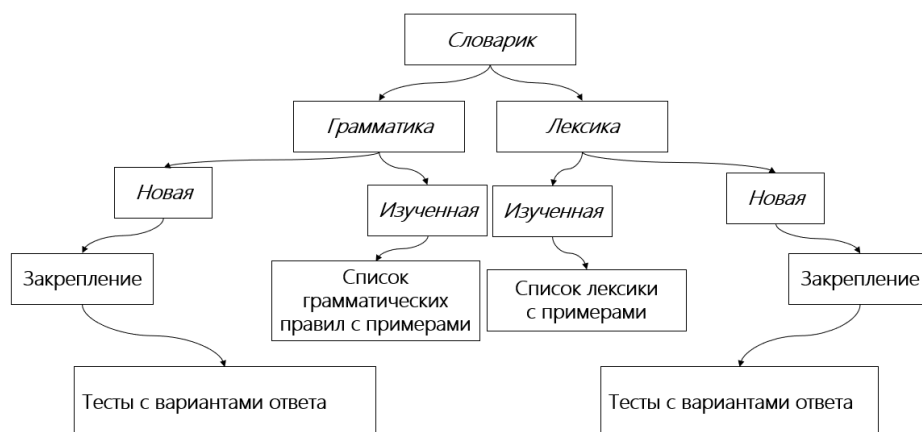 Словарик
Грамматика
Лексика
Новая
Изученная
Изученная
Новая
Закрепление
Список
грамматических
правил с примерами
Список лексики
с примерами
Закрепление
Тесты с вариантами ответа
Тесты с вариантами ответа